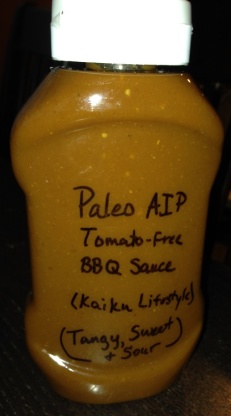 Paleo AIP
Tomato-Free
BBQ Sauce
(Kaiku Lifestyle)
(Tangy, Sweet
+ Sour)